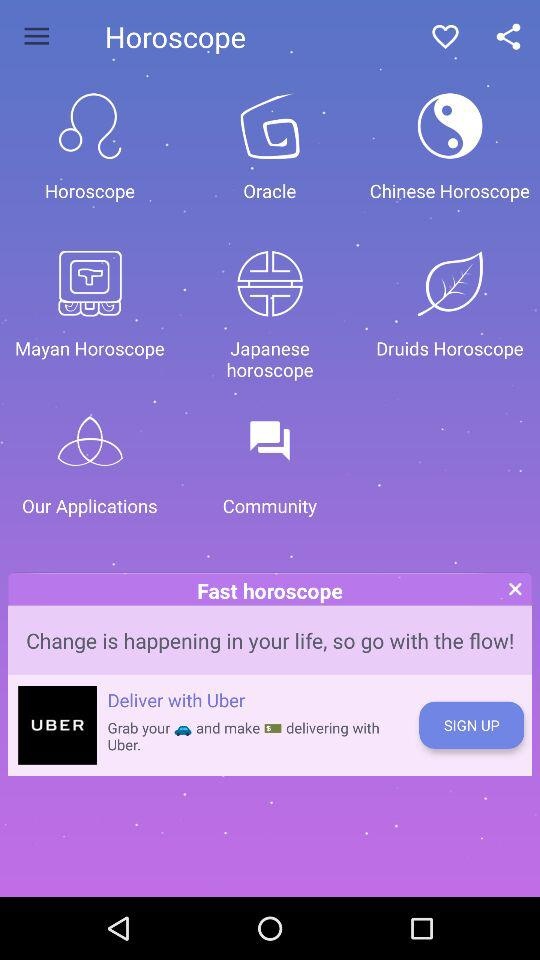 Horoscope
Horoscope
Oracle
Chinese Horoscope
Mayan Horoscope
Japanese
horoscope
Druids Horoscope
Our Applications
Community
Fast horoscope
Change is happening in your life, so go with the flow!
UBER
Deliver with Uber
Grab your 🚗 and make 💵 delivering with
Uber.
SIGN UP